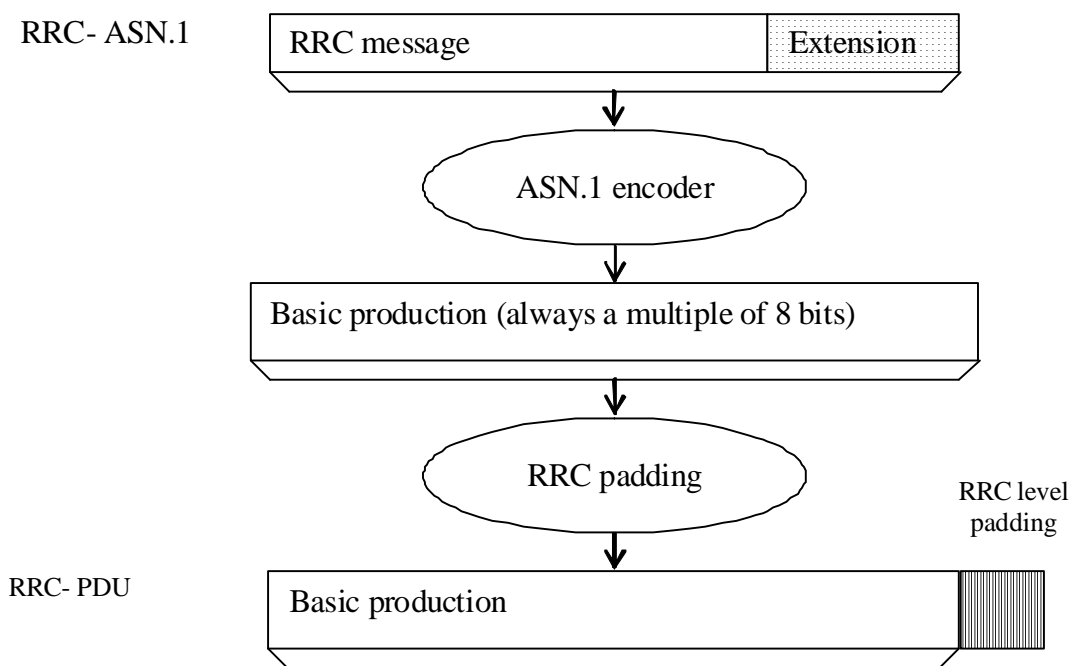 RRC- ASN.1
RRC message
Extension
ASN.1 encoder
Basic production (always a multiple of 8 bits)
RRC padding
RRC level
padding
RRC- PDU
Basic production